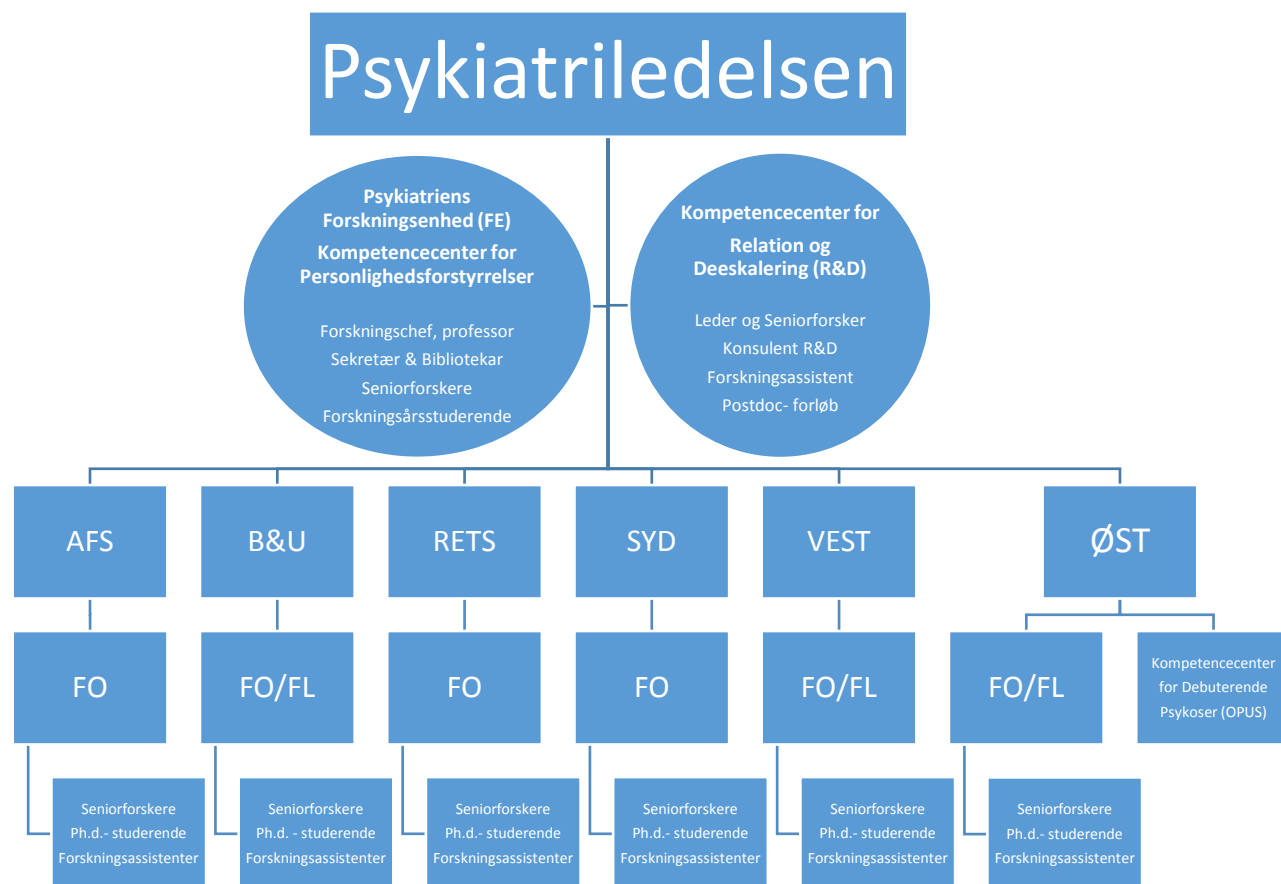 Psykiatriledelsen
Psykiatriens
Forskningsenhed (FE)
Kompetencecenter for
Personlighedsforstyrrelser
Forskningschef, professor
Sekretær & Bibliotekar
Seniorforskere
Forskningsårsstuderende
Kompetencecenter for
Relation og
Deeskalering (R&D)
Leder og Seniorforsker
Konsulent R&D
Forskningsassistent
Postdoc- forløb
AFS
B&U
RETS
SYD
VEST
ØST
FO
FO/FL
FO
FO
FO/FL
FO/FL
Kompetencecenter
for Debuterende
Psykoser (OPUS)
Seniorforskere
Ph.d.- studerende
Forskningsassistenter
Seniorforskere
Ph.d. - studerende
Forskningsassistenter
Seniorforskere
Ph.d.- studerende
Forskningsassistenter
Seniorforskere
Ph.d.- studerende
Forskningsassistenter
Seniorforskere
Ph.d.- studerende
Forskningsassistenter
Seniorforskere
Ph.d.- studerende
Forskningsassistenter